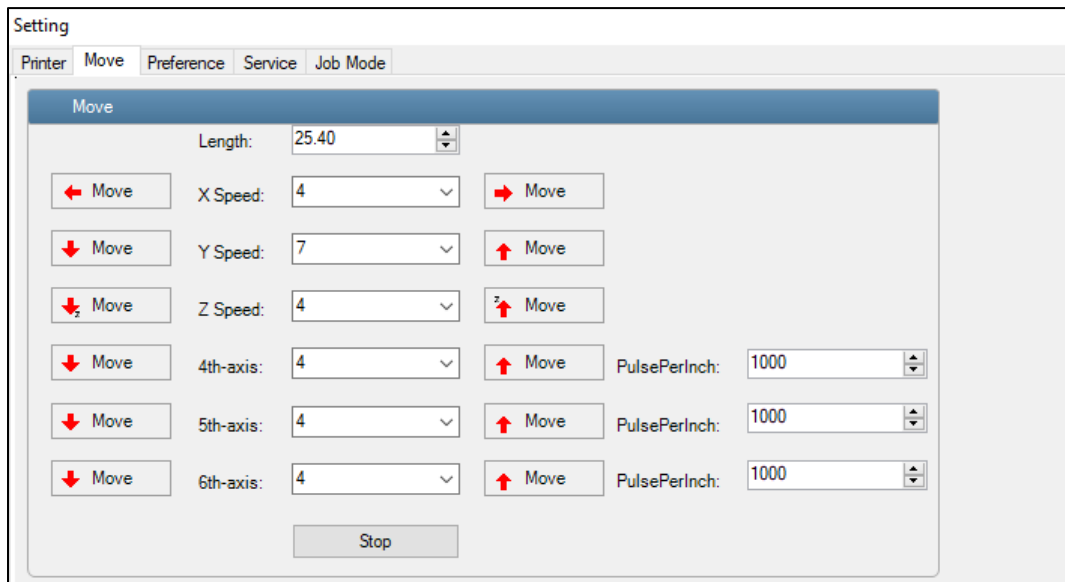 Setting
Printer Move Preference Service Job Mode
Move
Length: 25.40
Move X Speed: 4 Move
Move Y Speed: 7 Move
z Move Z Speed: 4 z Move
Move 4th-axis: 4 Move PulsePerInch: 1000
Move 5th-axis: 4 Move PulsePerInch: 1000
Move 6th-axis: 4 Move PulsePerInch: 1000
Stop